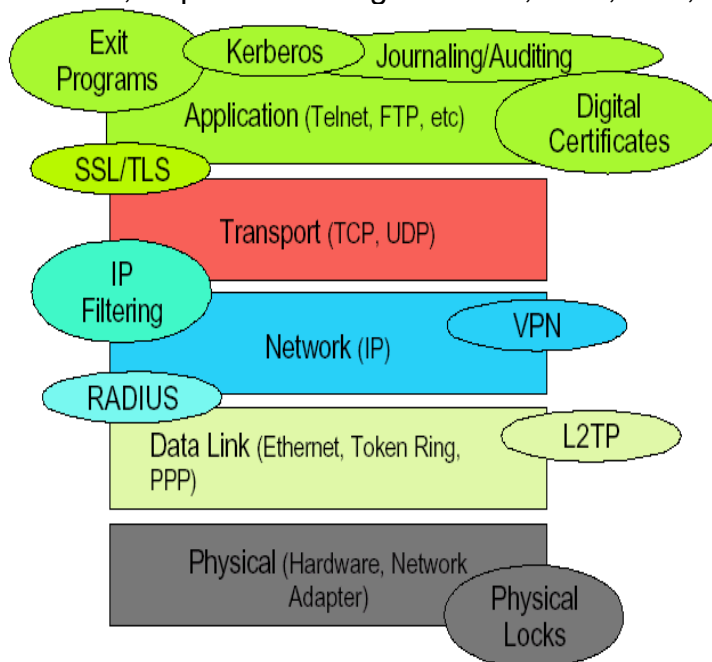 Exit
Programs
Kerberos
Journaling/Auditing
Application (Telnet, FTP, etc)
Digital
Certificates
SSL/TLS
Transport (TCP, UDP)
IP
Filtering
Network (IP)
VPN
RADIUS
Data Link (Ethernet, Token Ring,
PPP)
L2TP
Physical (Hardware, Network
Adapter)
Physical
Locks